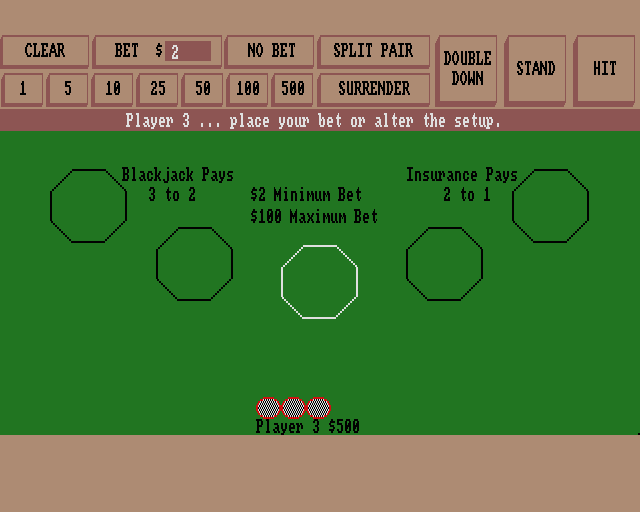 CLEAR BET $ 2 NO BET SPLIT PAIR DOUBLE DOWN STAND HIT
1 5 10 25 50 100 500 SURRENDER
Player 3 ... place your bet or alter the setup.
Blackjack Pays
3 to 2
$2 Minimum Bet
$100 Maximum Bet
Insurance Pays
2 to 1
Player 3 $500